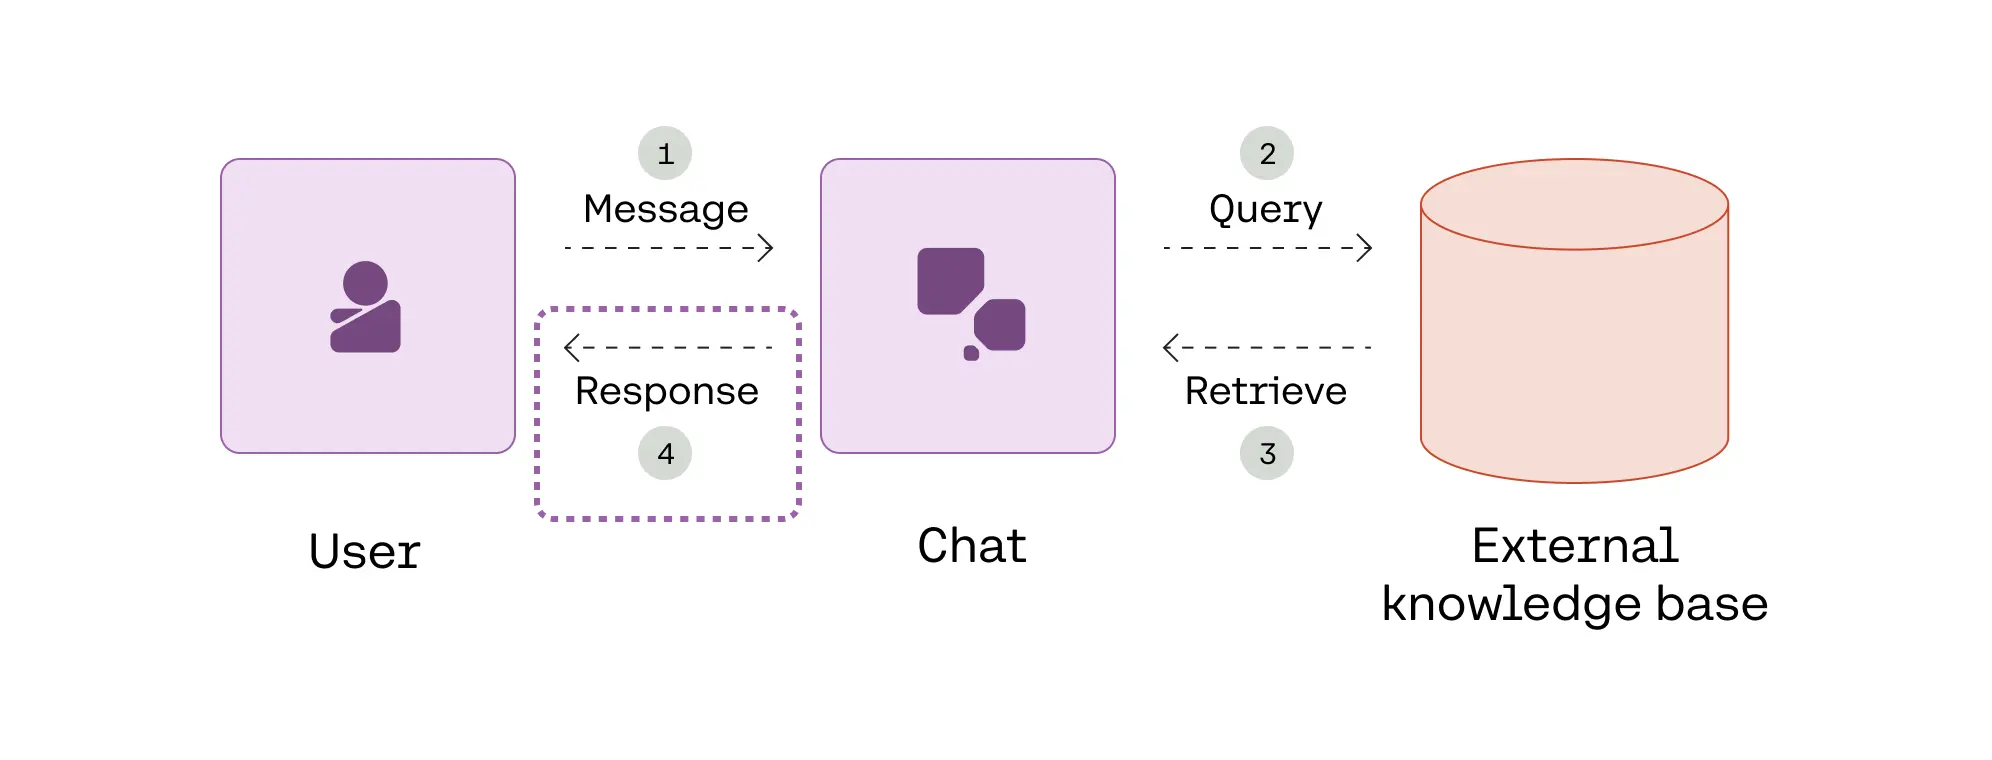 1
Message
2
Query
Response
4
Retrieve
3
User
Chat
External
knowledge base